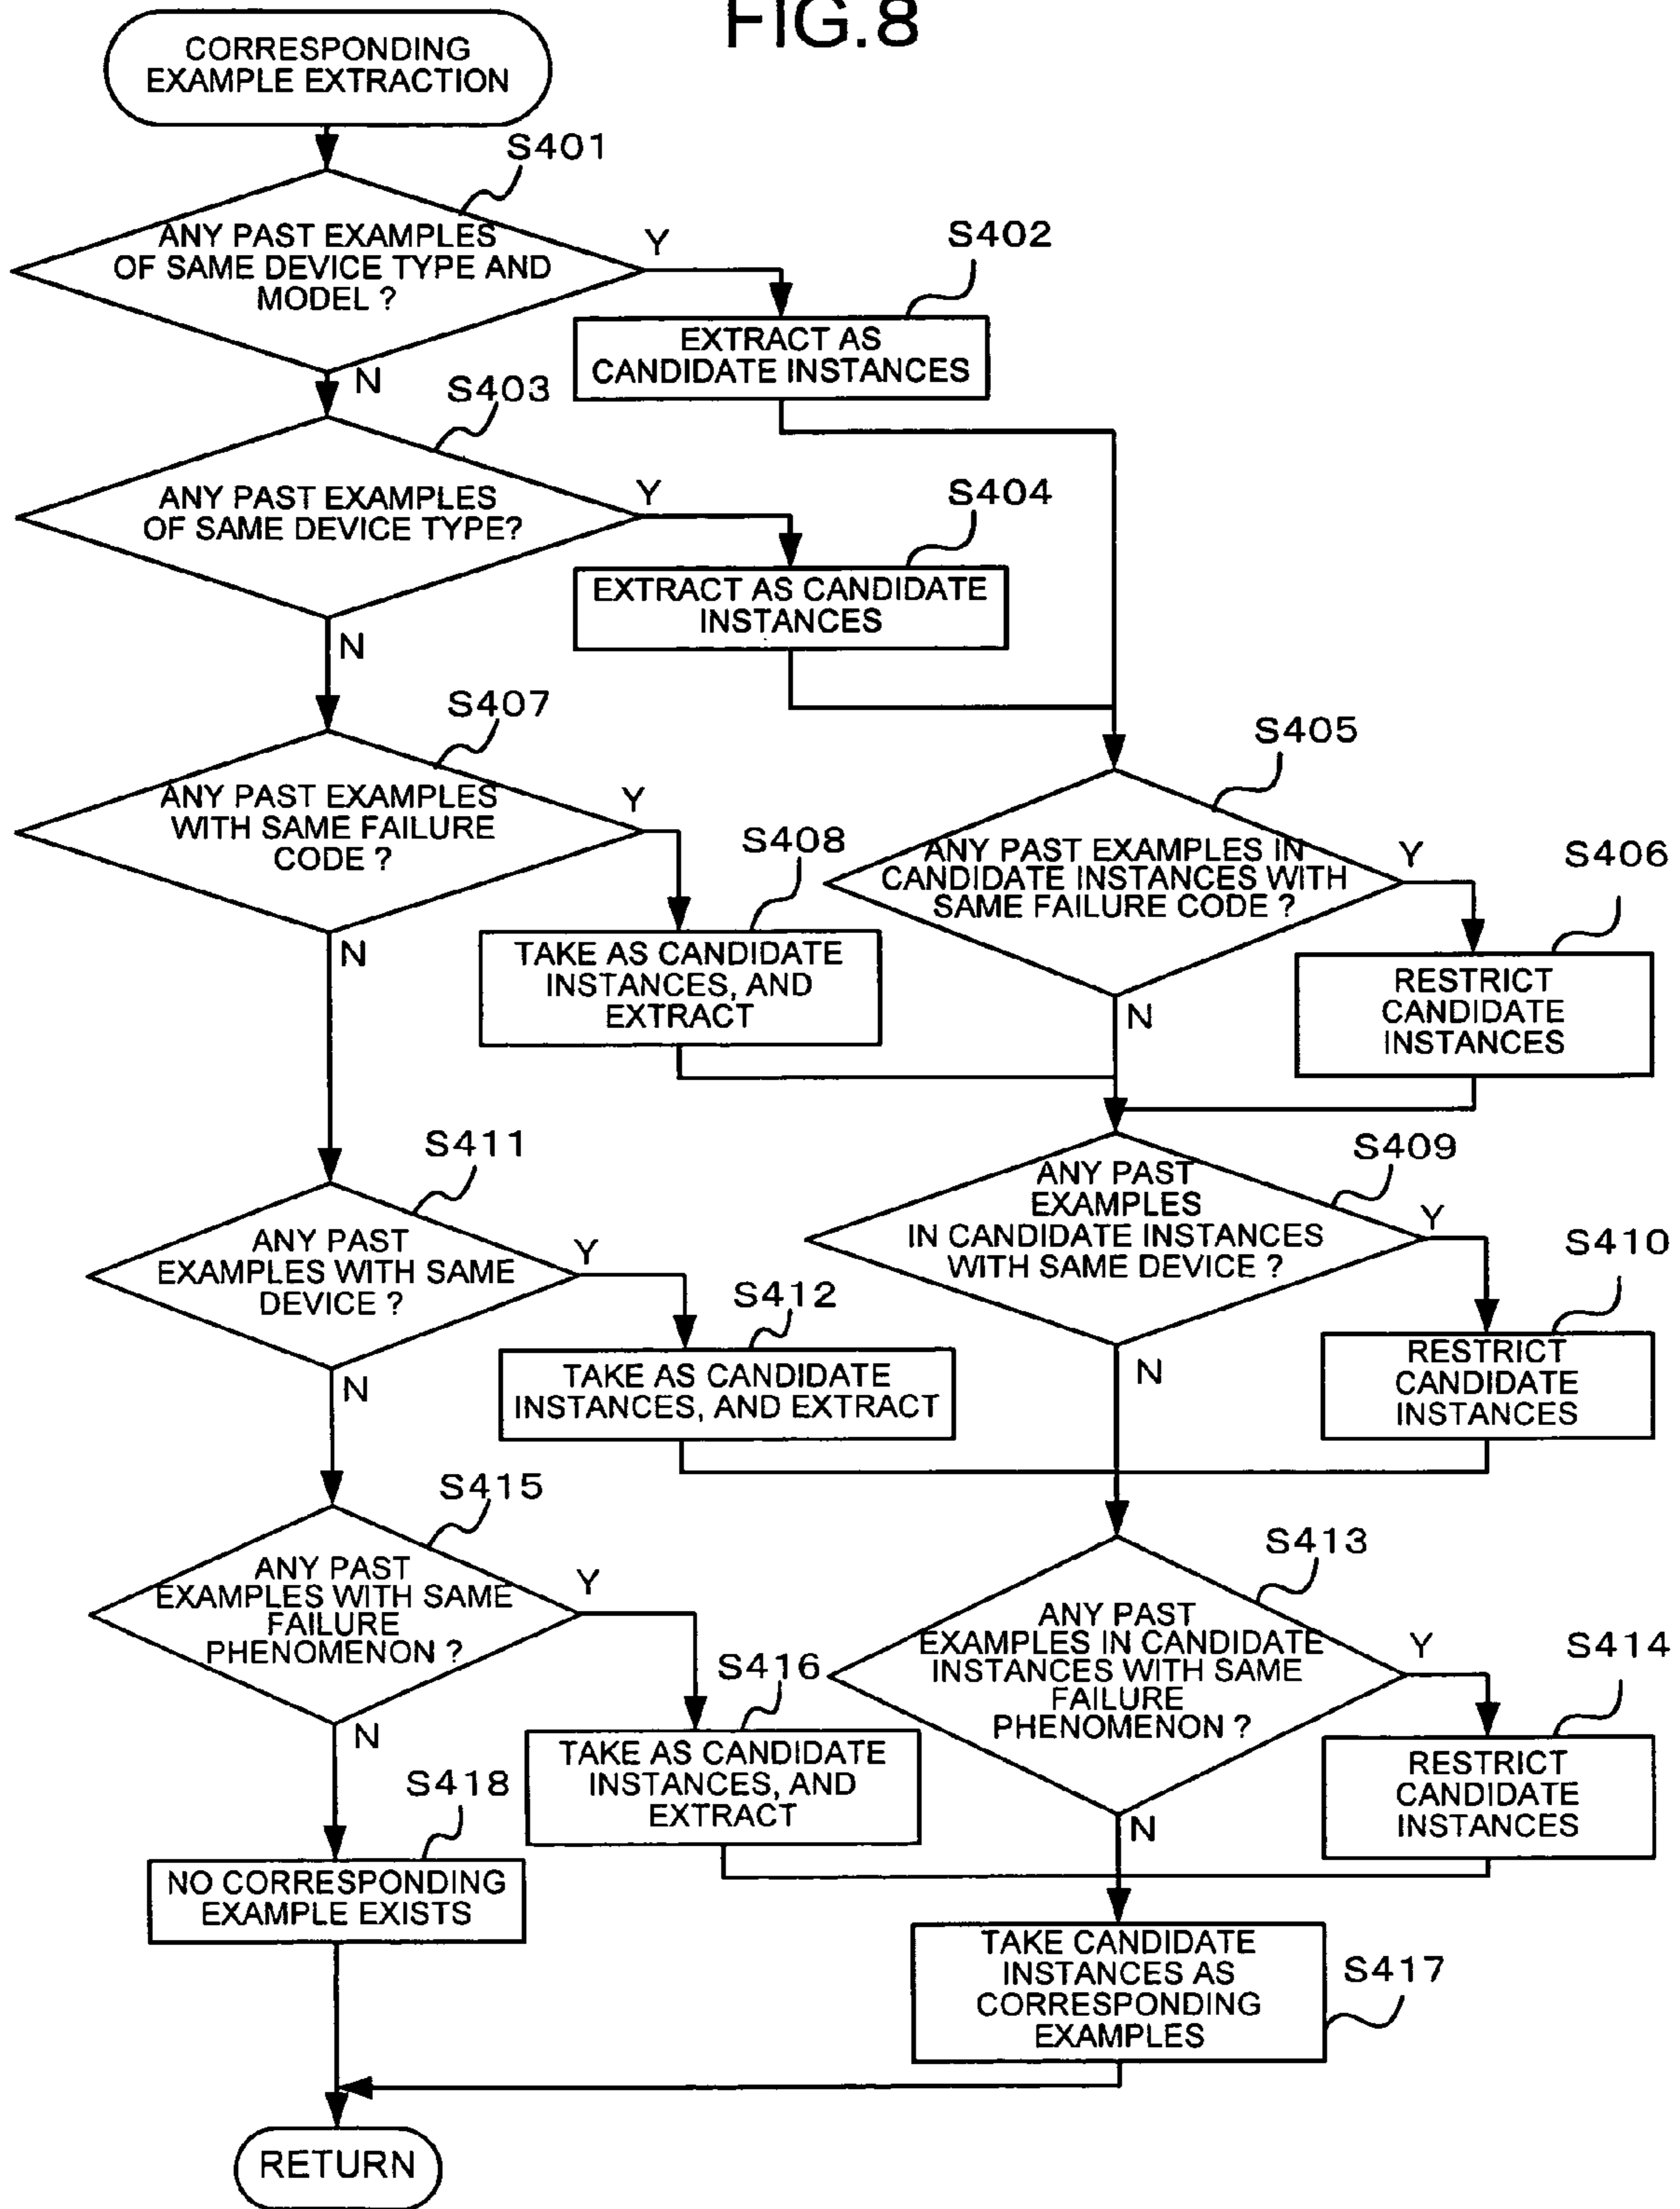 FIG.8
CORRESPONDING
EXAMPLE EXTRACTION
S401
ANY PAST EXAMPLES
OF SAME DEVICE TYPE AND
MODEL ?
Y
N
S402
EXTRACT AS
CANDIDATE INSTANCES
S403
ANY PAST EXAMPLES
OF SAME DEVICE TYPE?
Y
N
S404
EXTRACT AS CANDIDATE
INSTANCES
S407
ANY PAST EXAMPLES
WITH SAME FAILURE
CODE ?
Y
N
S408
TAKE AS CANDIDATE
INSTANCES, AND
EXTRACT
S405
ANY PAST EXAMPLES IN
CANDIDATE INSTANCES WITH
SAME FAILURE CODE ?
Y
N
S406
RESTRICT
CANDIDATE
INSTANCES
S411
ANY PAST
EXAMPLES WITH SAME
DEVICE ?
Y
N
S412
TAKE AS CANDIDATE
INSTANCES, AND EXTRACT
S409
ANY PAST
EXAMPLES
IN CANDIDATE INSTANCES
WITH SAME DEVICE ?
Y
N
S410
RESTRICT
CANDIDATE
INSTANCES
S415
ANY PAST
EXAMPLES WITH SAME
FAILURE
PHENOMENON ?
Y
N
S416
TAKE AS CANDIDATE
INSTANCES, AND
EXTRACT
S413
ANY PAST
EXAMPLES IN CANDIDATE
INSTANCES WITH SAME
FAILURE
PHENOMENON ?
Y
N
S414
RESTRICT
CANDIDATE
INSTANCES
S418
NO CORRESPONDING
EXAMPLE EXISTS
S417
TAKE CANDIDATE
INSTANCES AS
CORRESPONDING
EXAMPLES
RETURN